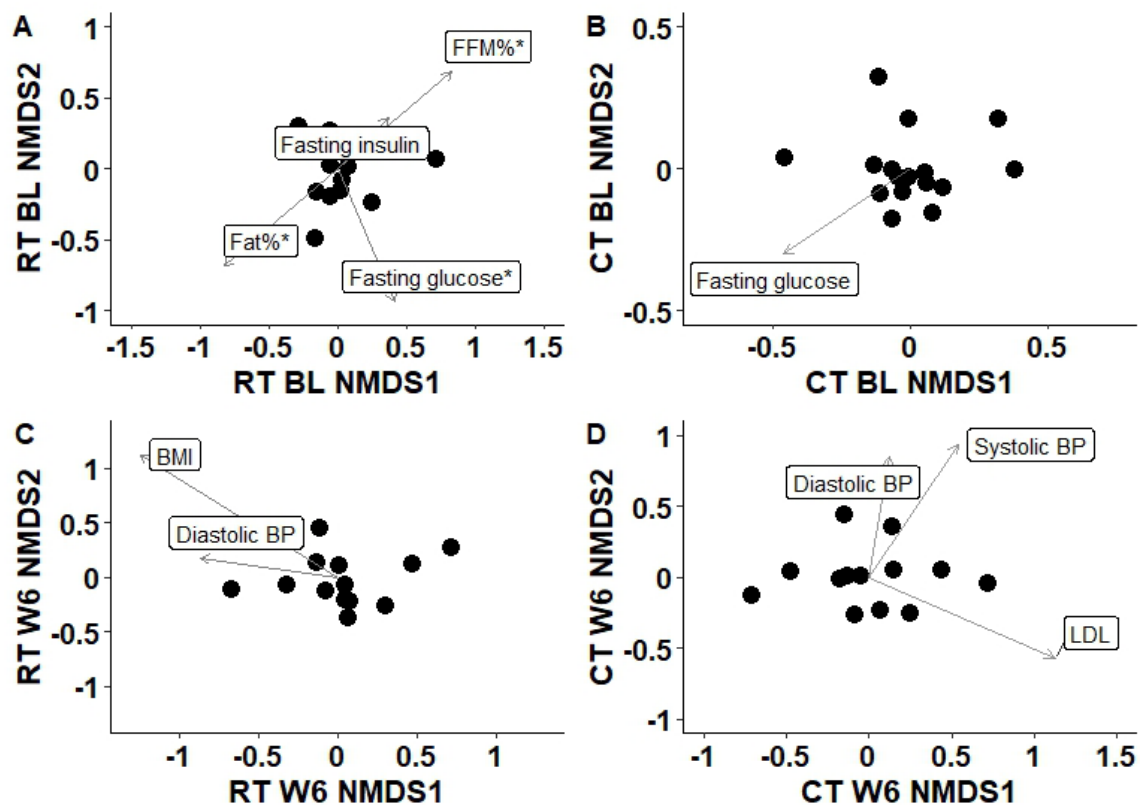 A
RT BL NMDS2
1
0.5
0
-0.5
-1
FFM%*
Fasting insulin
Fat%*
Fasting glucose*
-1.5
-0.5
0
0.5
1
1.5
RT BL NMDS1
B
CT BL NMDS2
0.5
0
-0.5
Fasting glucose
-0.5
0
0.5
CT BL NMDS1
C
RT W6 NMDS2
1
0.5
0
-0.5
-1
BMI
Diastolic BP
-1
-0.5
0
0.5
1
RT W6 NMDS1
D
CT W6 NMDS2
1
0.5
0
-0.5
-1
Systolic BP
Diastolic BP
LDL
-1
-0.5
0
0.5
1
1.5
CT W6 NMDS1